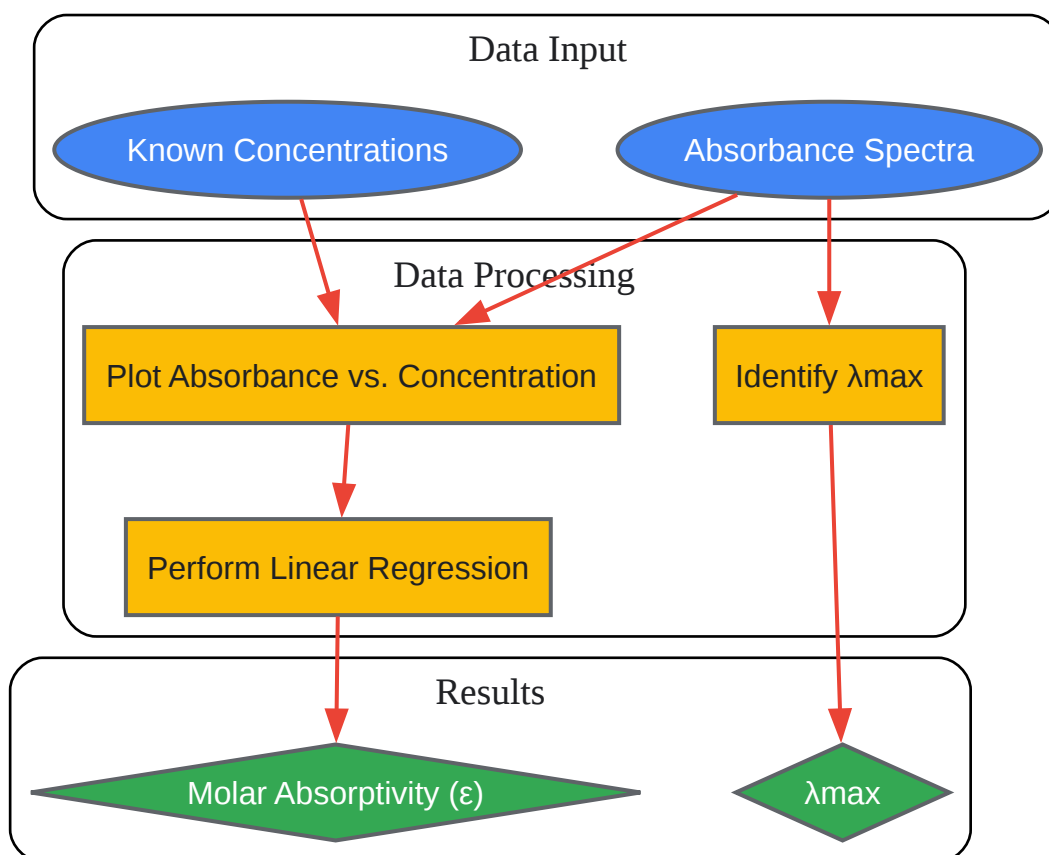 Data Input
Known Concentrations
Absorbance Spectra
Data Processing
Plot Absorbance vs. Concentration
Identify λmax
Perform Linear Regression
Results
Molar Absorptivity (ε)
λmax